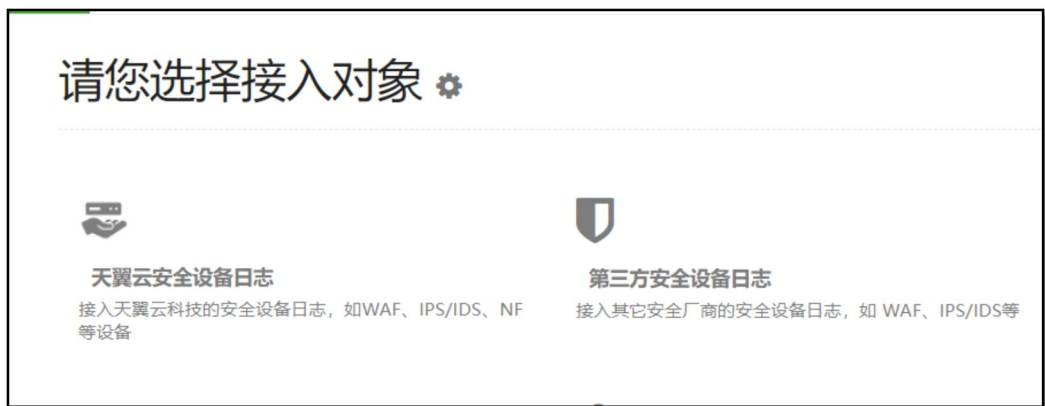 请您选择接入对象
天翼云安全设备日志
接入天翼云科技的安全设备日志，如WAF、IPS/IDS、NF
等设备
第三方安全设备日志
接入其它安全厂商的安全设备日志，如 WAF、IPS/IDS等